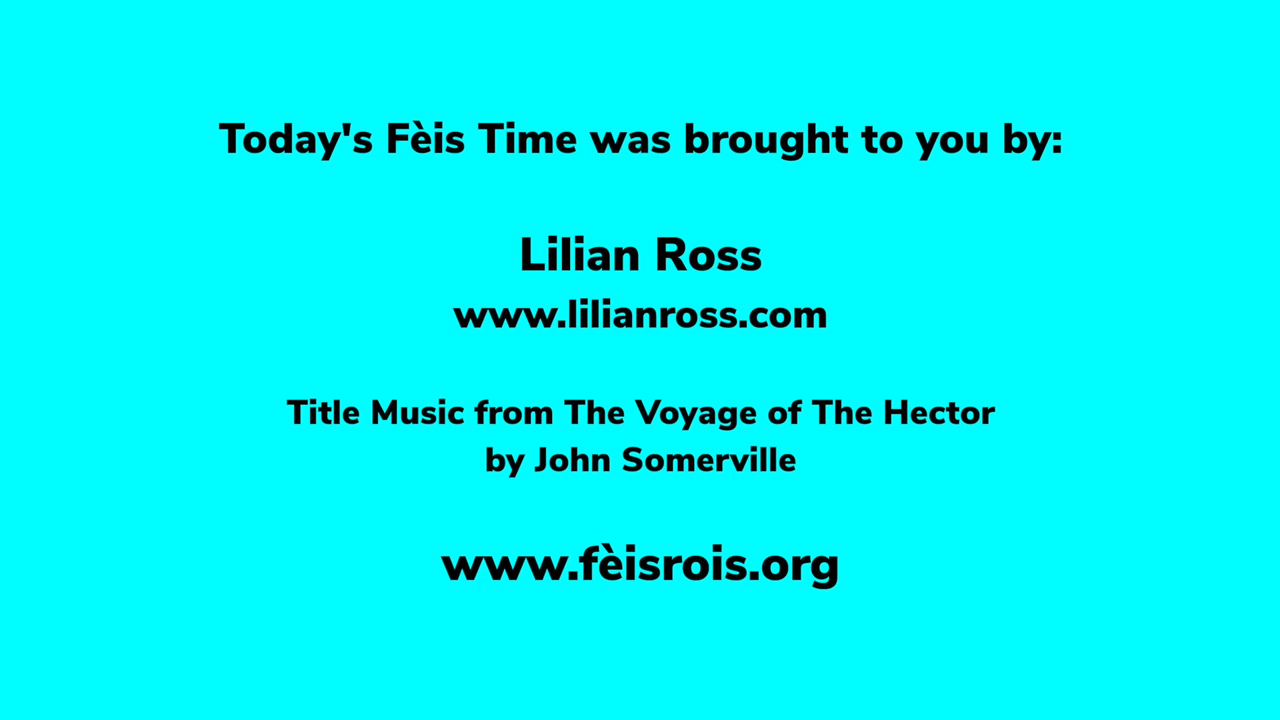 Today's Fèis Time was brought to you by:
Lilian Ross
www.lilianross.com
Title Music from The Voyage of The Hector
by John Somerville
www.fèisrois.org